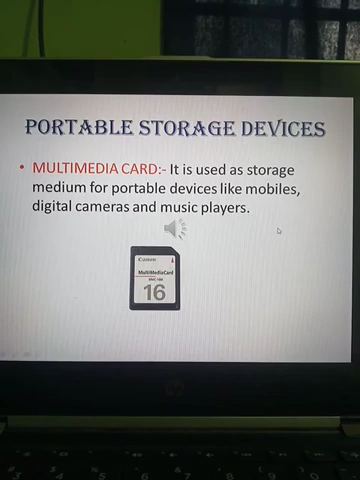 PORTABLE STORAGE DEVICES
• MULTIMEDIA CARD:- It is used as storage
medium for portable devices like mobiles,
digital cameras and music players.
Canon
MultiMediaCard
16
hp